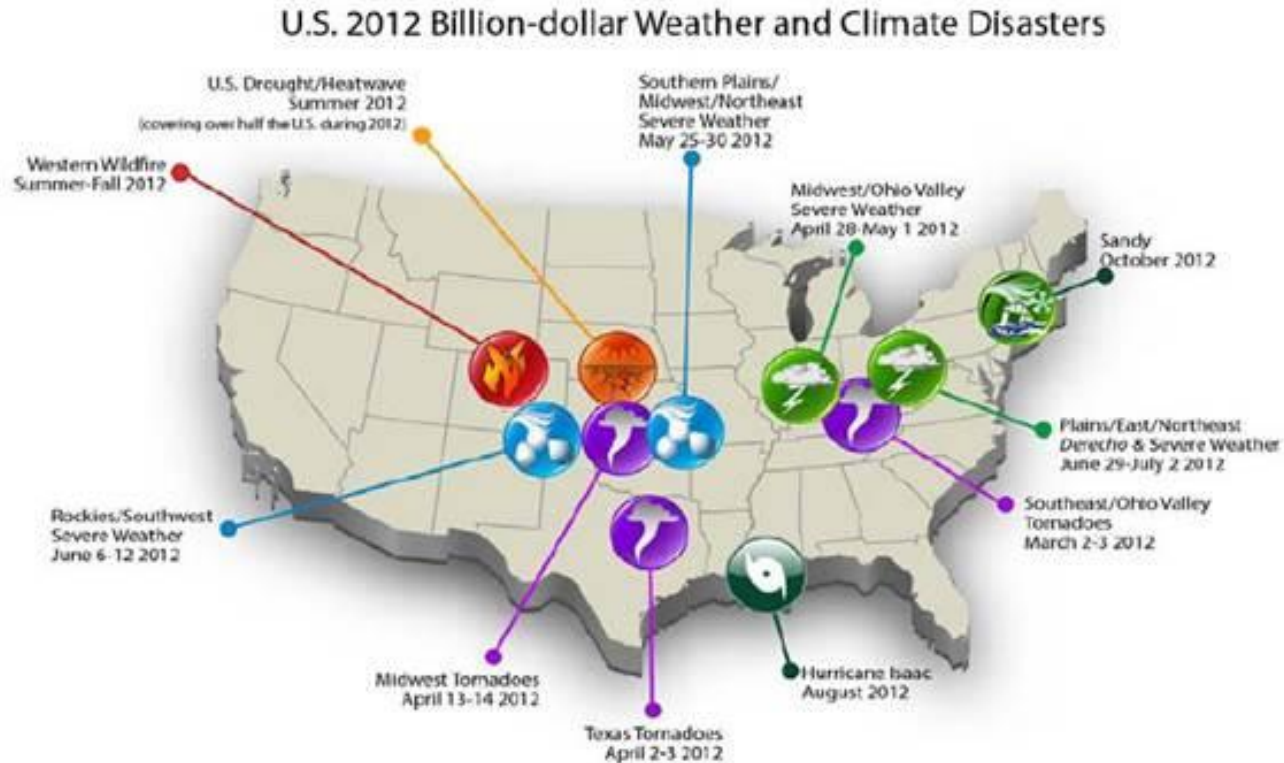 U.S. 2012 Billion-dollar Weather and Climate Disasters
U.S. Drought/Heatwave
Summer 2012
(covering over half the U.S. during 2012)
Southern Plains/
Midwest/Northeast
Severe Weather
May 25-30 2012
Western Wildfire
Summer-Fall 2012
Midwest/Ohio Valley
Severe Weather
April 28-May 1 2012
Sandy
October 2012
Plains/East/Northeast
Derecho & Severe Weather
June 29-July 2 2012
Rockies/Southwest
Severe Weather
June 6-12 2012
Southeast/Ohio Valley
Tornadoes
March 2-3 2012
Midwest Tornadoes
April 13-14 2012
Hurricane Isaac
August 2012
Texas Tornadoes
April 2-3 2012